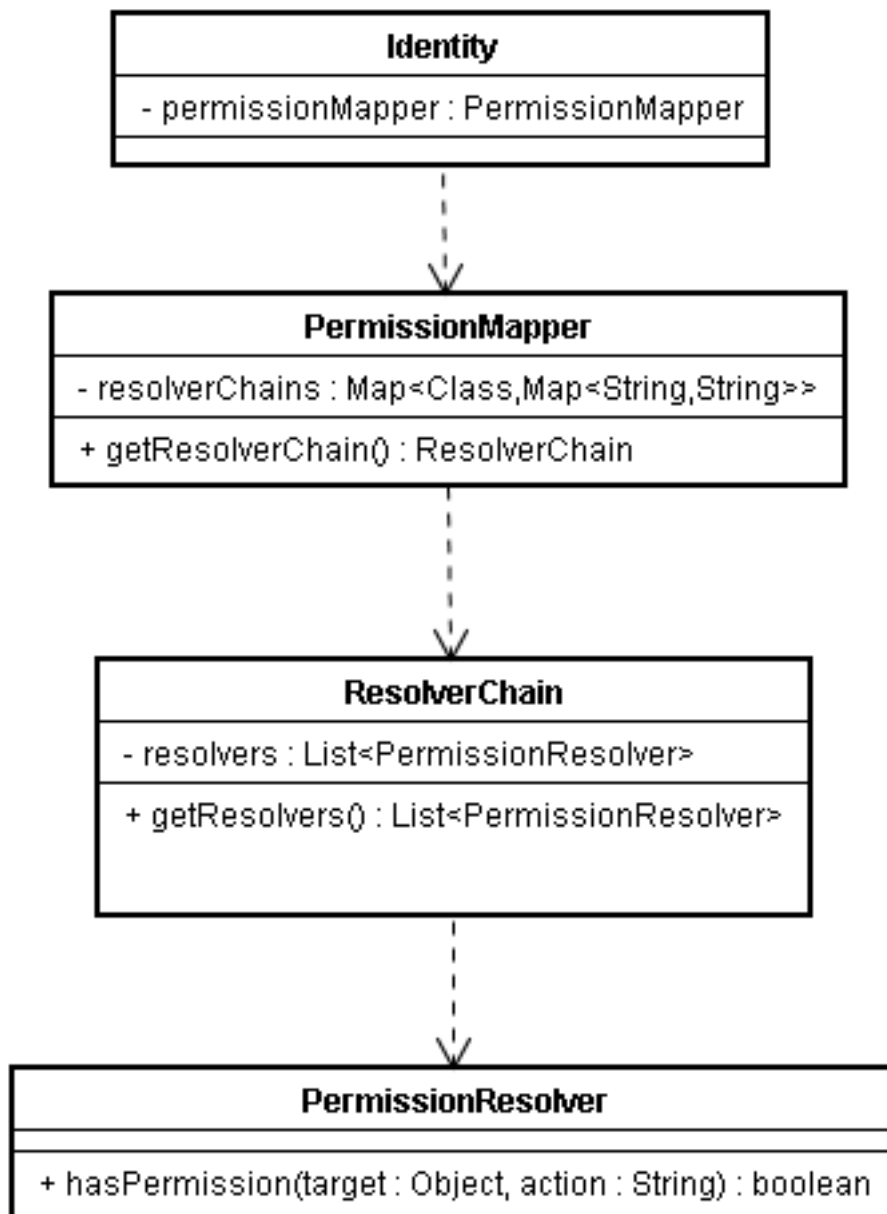 Identity
- permissionMapper : PermissionMapper
PermissionMapper
- resolverChains : Map<Class,Map<String,String>>
+ getResolverChain() : ResolverChain
ResolverChain
- resolvers : List<PermissionResolver>
+ getResolvers() : List<PermissionResolver>
PermissionResolver
+ hasPermission(target : Object, action : String) : boolean